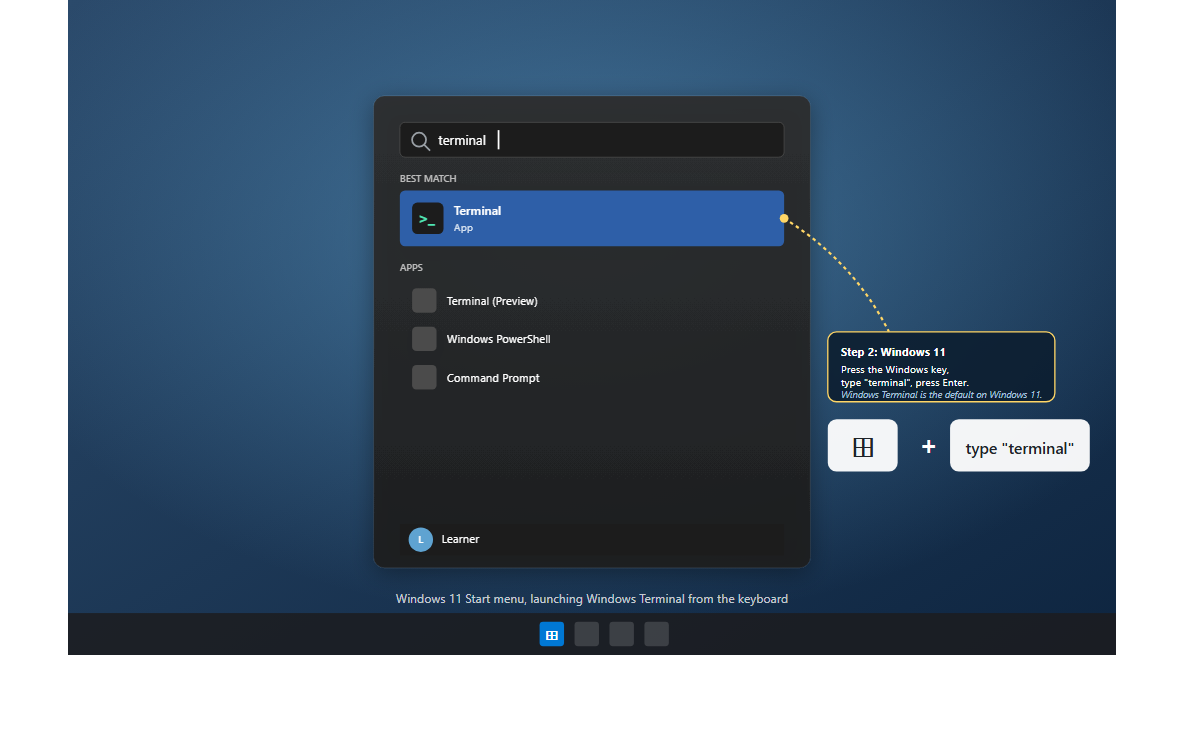 terminal
BEST MATCH
>_
Terminal
App
APPS
Terminal (Preview)
Windows PowerShell
Command Prompt
Step 2: Windows 11
Press the Windows key,
type "terminal", press Enter.
Windows Terminal is the default on Windows 11.
+
type "terminal"
L
Learner
Windows 11 Start menu, launching Windows Terminal from the keyboard